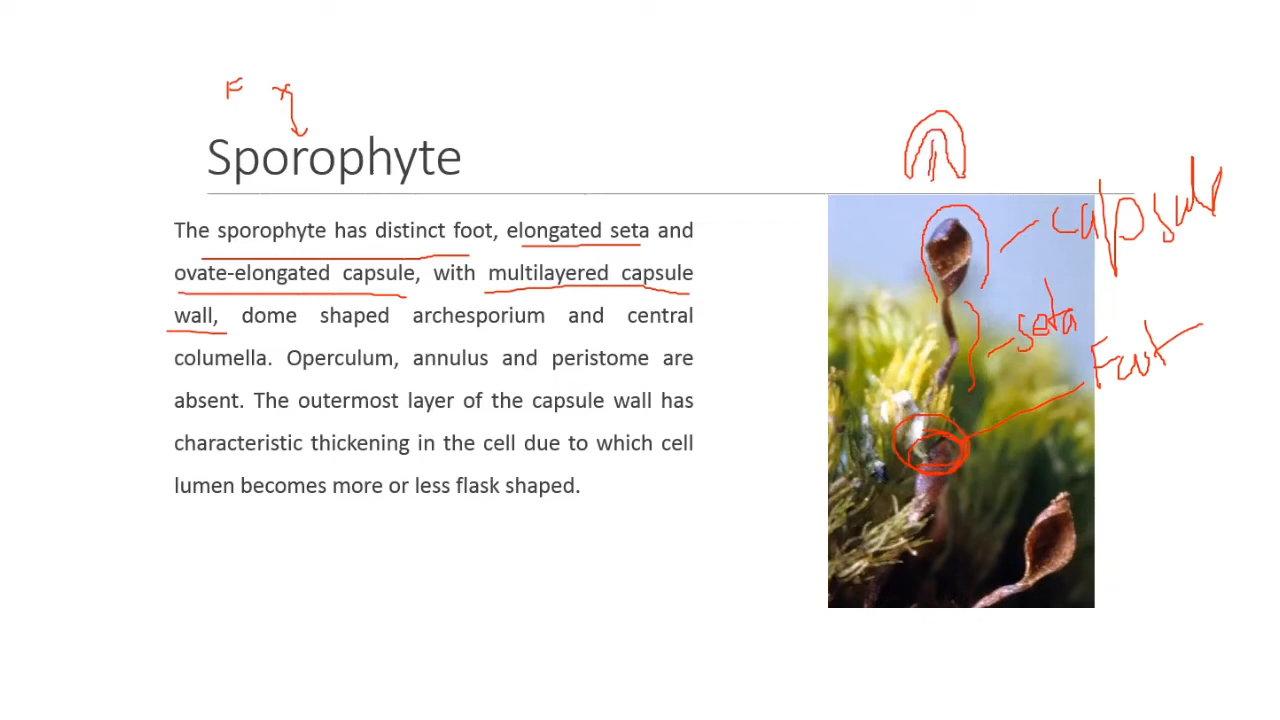 F x
Sporophyte
The sporophyte has distinct foot, elongated seta and
ovate-elongated capsule, with multilayered capsule
wall, dome shaped archesporium and central
columella. Operculum, annulus and peristome are
absent. The outermost layer of the capsule wall has
characteristic thickening in the cell due to which cell
lumen becomes more or less flask shaped.
capsule
seta
Foot